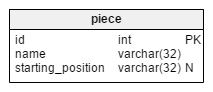 piece
id int PK
name varchar(32)
starting_position varchar(32) N